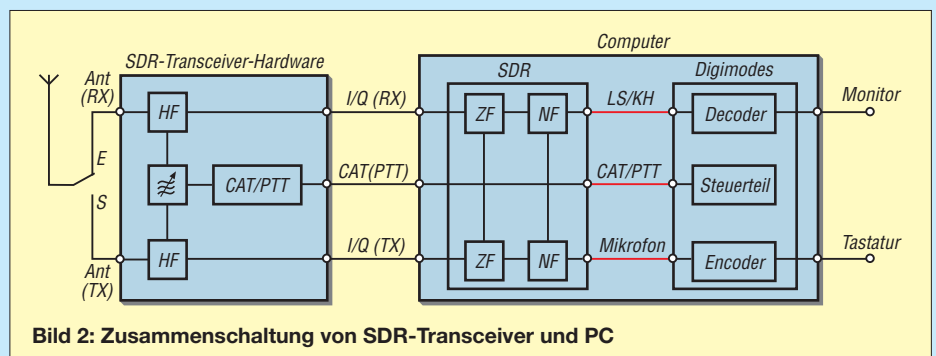 Computer
SDR-Transceiver-Hardware
SDR
Digimodes
Ant
(RX)
HF
I/Q (RX)
ZF
NF
LS/KH
Decoder
Monitor
E
S
CAT/PTT
CAT(PTT)
CAT/PTT
Steuerteil
HF
I/Q (TX)
ZF
NF
Mikrofon
Encoder
Tastatur
Ant
(TX)
Bild 2: Zusammenschaltung von SDR-Transceiver und PC